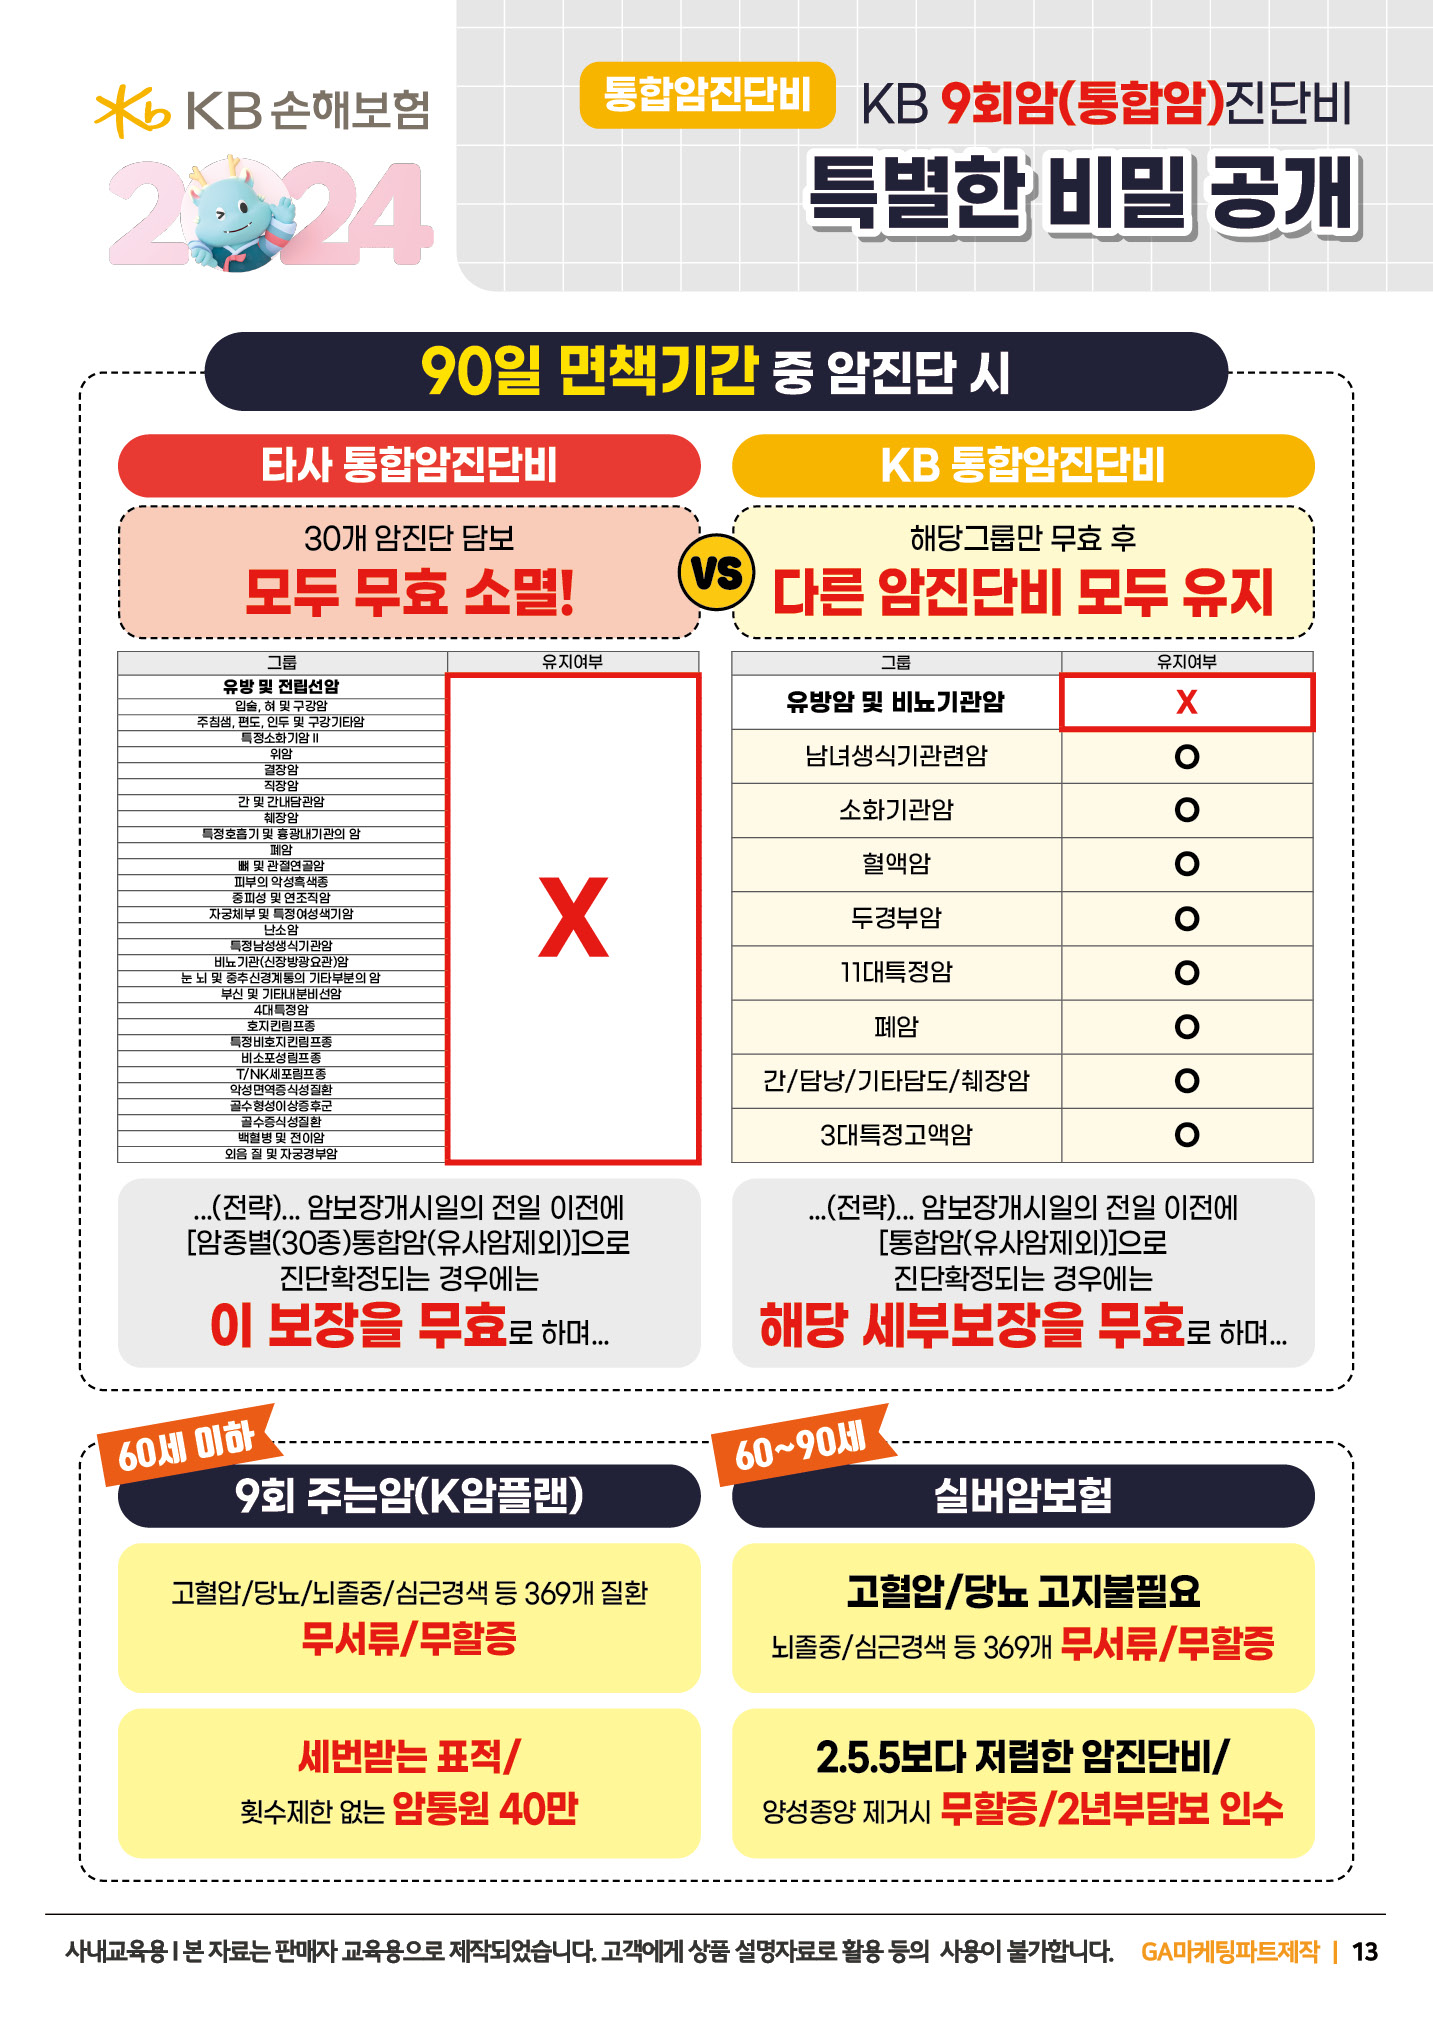 KB 손해보험
2024
통합암진단비
KB 9회암(통합암)진단비
특별한 비밀 공개
90일 면책기간 중 암진단 시
타사 통합암진단비
30개 암진단 담보
모두 무효 소멸!
VS
KB 통합암진단비
해당그룹만 무효 후
다른 암진단비 모두 유지
그룹 유지여부
유방 및 전립선암
입술, 혀 및 구강암
주침샘, 편도, 인두 및 구강기타암
특정소화기암 II
위암
결장암
직장암
간 및 간내담관암
췌장암
특정호흡기 및 흉광내기관의 암
폐암
뼈 및 관절연골암
피부의 악성흑색종
중피성 및 연조직암
자궁체부 및 특정여성색기암
난소암
특정남성생식기관암
비뇨기관(신장방광요관)암
눈 뇌 및 중추신경계통의 기타부분의 암
부신 및 기타내분비선암
4대특정암
호지킨림프종
특정비호지킨림프종
비소포성림프종
T/NK세포림프종
악성면역증식성질환
골수형성이상증후군
골수증식성질환
백혈병 및 전이암
외음 질 및 자궁경부암
X
그룹 유지여부
유방암 및 비뇨기관암 X
남녀생식기관련암 O
소화기관암 O
혈액암 O
두경부암 O
11대특정암 O
폐암 O
간/담낭/기타담도/췌장암 O
3대특정고액암 O
...(전략)... 암보장개시일의 전일 이전에
[암종별(30종)통합암(유사암제외)]으로
진단확정되는 경우에는
이 보장을 무효로 하며...
...(전략)... 암보장개시일의 전일 이전에
[통합암(유사암제외)]으로
진단확정되는 경우에는
해당 세부보장을 무효로 하며...
60세 이하
9회 주는암(K암플랜)
고혈압/당뇨/뇌졸중/심근경색 등 369개 질환
무서류/무할증
세번받는 표적/
횟수제한 없는 암통원 40만
60~90세
실버암보험
고혈압/당뇨 고지불필요
뇌졸중/심근경색 등 369개 무서류/무할증
2.5.5보다 저렴한 암진단비/
양성종양 제거시 무할증/2년부담보 인수
사내교육용 I 본 자료는 판매자 교육용으로 제작되었습니다. 고객에게 상품 설명자료로 활용 등의 사용이 불가합니다. GA마케팅파트제작 | 13